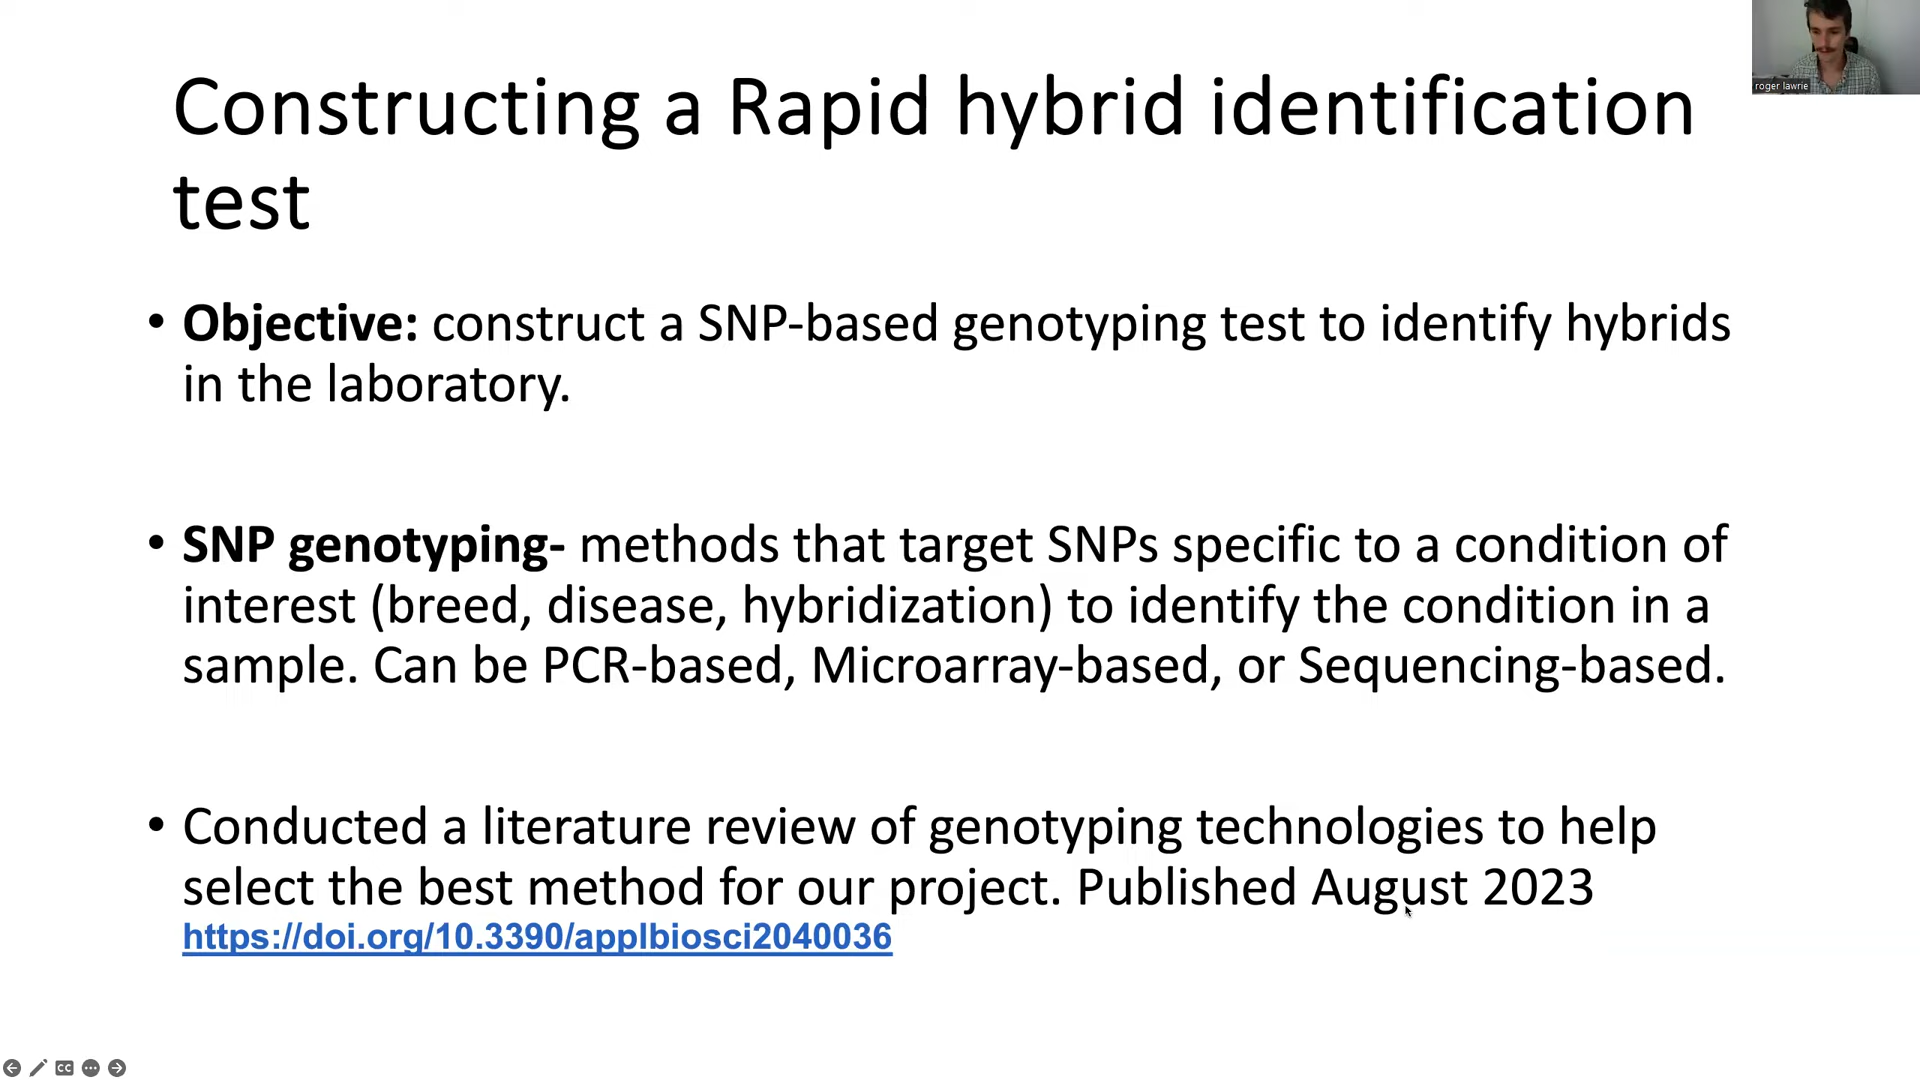 roger lawrie
Constructing a Rapid hybrid identification
test
• Objective: construct a SNP-based genotyping test to identify hybrids
in the laboratory.
• SNP genotyping- methods that target SNPs specific to a condition of
interest (breed, disease, hybridization) to identify the condition in a
sample. Can be PCR-based, Microarray-based, or Sequencing-based.
• Conducted a literature review of genotyping technologies to help
select the best method for our project. Published August 2023
https://doi.org/10.3390/applbiosci2040036
CC